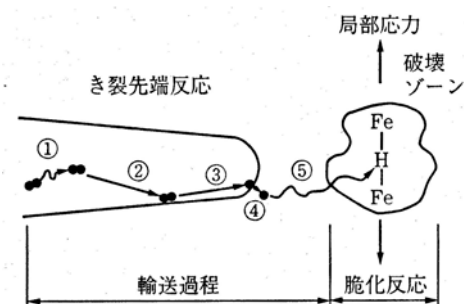 局部応力
破壊
ゾーン
き裂先端反応
①
②
③
④
⑤
Fe
H
Fe
輸送過程
脆化反応